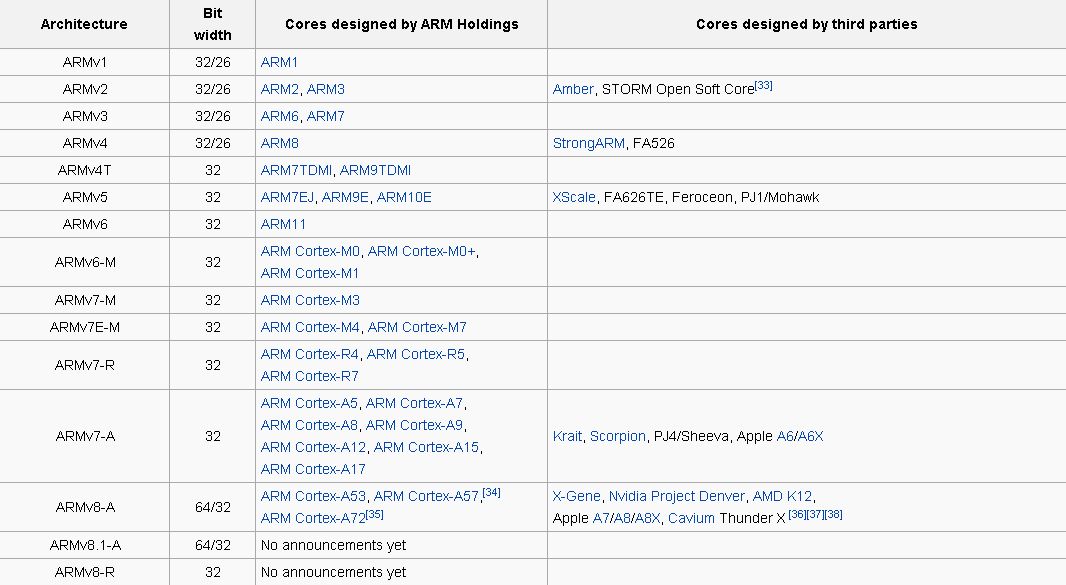 Architecture Bit width Cores designed by ARM Holdings Cores designed by third parties
ARMv1 32/26 ARM1
ARMv2 32/26 ARM2, ARM3 Amber, STORM Open Soft Core[33]
ARMv3 32/26 ARM6, ARM7
ARMv4 32/26 ARM8 StrongARM, FA526
ARMv4T 32 ARM7TDMI, ARM9TDMI
ARMv5 32 ARM7EJ, ARM9E, ARM10E XScale, FA626TE, Feroceon, PJ1/Mohawk
ARMv6 32 ARM11
ARMv6-M 32 ARM Cortex-M0, ARM Cortex-M0+,
ARM Cortex-M1
ARMv7-M 32 ARM Cortex-M3
ARMv7E-M 32 ARM Cortex-M4, ARM Cortex-M7
ARMv7-R 32 ARM Cortex-R4, ARM Cortex-R5,
ARM Cortex-R7
ARMv7-A 32 ARM Cortex-A5, ARM Cortex-A7,
ARM Cortex-A8, ARM Cortex-A9,
ARM Cortex-A12, ARM Cortex-A15,
ARM Cortex-A17
Krait, Scorpion, PJ4/Sheeva, Apple A6/A6X
ARMv8-A 64/32 ARM Cortex-A53, ARM Cortex-A57,[34]
ARM Cortex-A72[35]
X-Gene, Nvidia Project Denver, AMD K12,
Apple A7/A8/A8X, Cavium Thunder X[36][37][38]
ARMv8.1-A 64/32 No announcements yet
ARMv8-R 32 No announcements yet